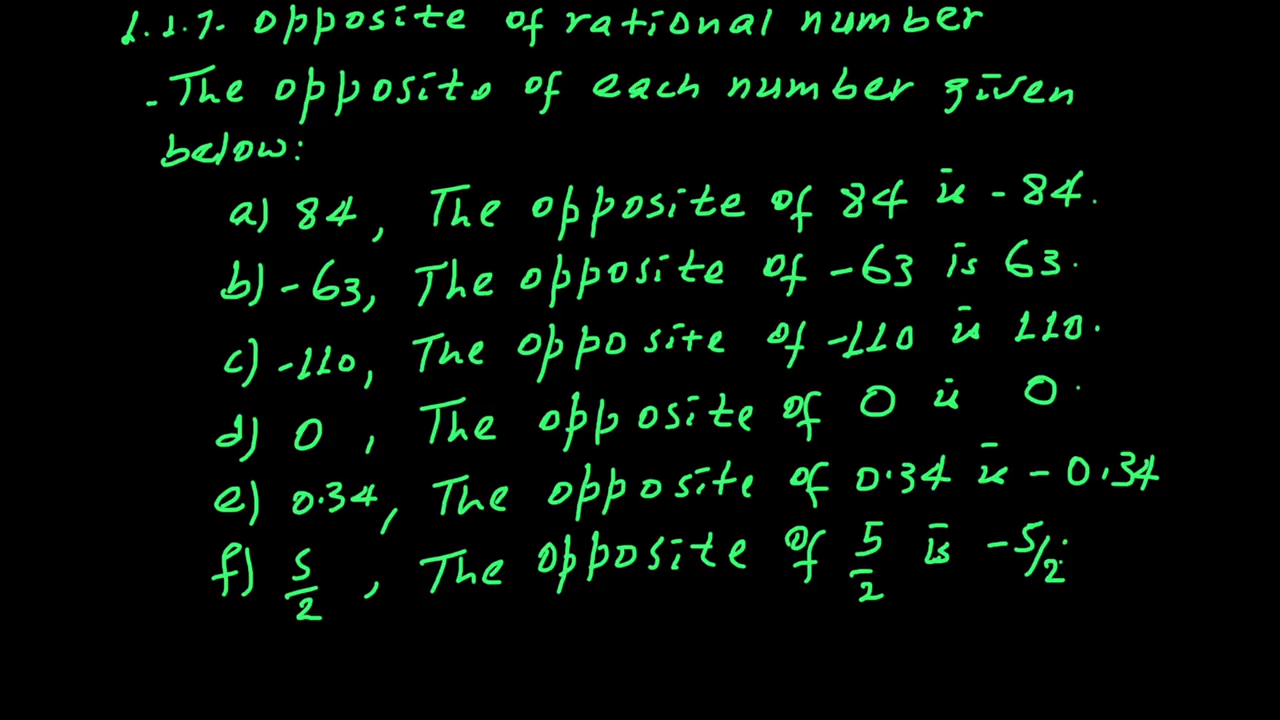 1.1.7. opposite of rational number
- The opposite of each number given
below:
a) 84, The opposite of 84 is -84.
b) -63, The opposite of -63 is 63.
c) -110, The opposite of -110 is 110.
d) 0, The opposite of 0 is 0.
e) 0.34, The opposite of 0.34 is -0.34
f) 5/2, The opposite of 5/2 is -5/2.